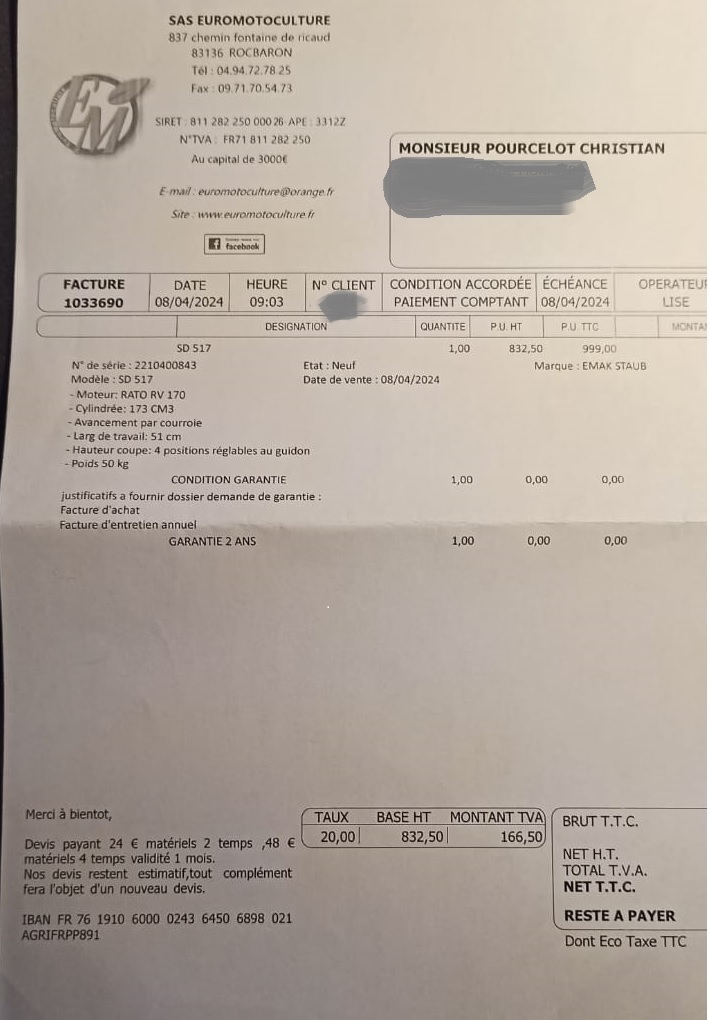 SAS EUROMOTOCULTURE
837 chemin fontaine de ricaud
83136 ROCBARON
Tél : 04.94.72.78.25
Fax : 09.71.70.54.73
EM
SIRET : 811 282 250 000 26 APE : 3312Z
N°TVA : FR71 811 282 250
Au capital de 3000€
E-mail : euromotoculture@orange.fr
Site : www.euromotoculture.fr
facebook
MONSIEUR POURCELOT CHRISTIAN
FACTURE DATE HEURE N° CLIENT CONDITION ACCORDÉE ÉCHÉANCE OPERATEUR
1033690 08/04/2024 09:03 PAIEMENT COMPTANT 08/04/2024 LISE
DESIGNATION QUANTITE P.U. HT P.U. TTC MONTA
SD 517 1,00 832,50 999,00
N° de série : 2210400843 Etat : Neuf Marque : EMAK STAUB
Modèle : SD 517 Date de vente : 08/04/2024
- Moteur: RATO RV 170
- Cylindrée: 173 CM3
- Avancement par courroie
- Larg de travail: 51 cm
- Hauteur coupe: 4 positions réglables au guidon
- Poids 50 kg
CONDITION GARANTIE 1,00 0,00 0,00
justificatifs a fournir dossier demande de garantie :
Facture d'achat
Facture d'entretien annuel
GARANTIE 2 ANS 1,00 0,00 0,00
Merci à bientot,
Devis payant 24 € matériels 2 temps ,48 €
matériels 4 temps validité 1 mois.
Nos devis restent estimatif,tout complément
fera l'objet d'un nouveau devis.
IBAN FR 76 1910 6000 0243 6450 6898 021
AGRIFRPP891
TAUX BASE HT MONTANT TVA
20,00 832,50 166,50
BRUT T.T.C.
NET H.T.
TOTAL T.V.A.
NET T.T.C.
RESTE A PAYER
Dont Eco Taxe TTC